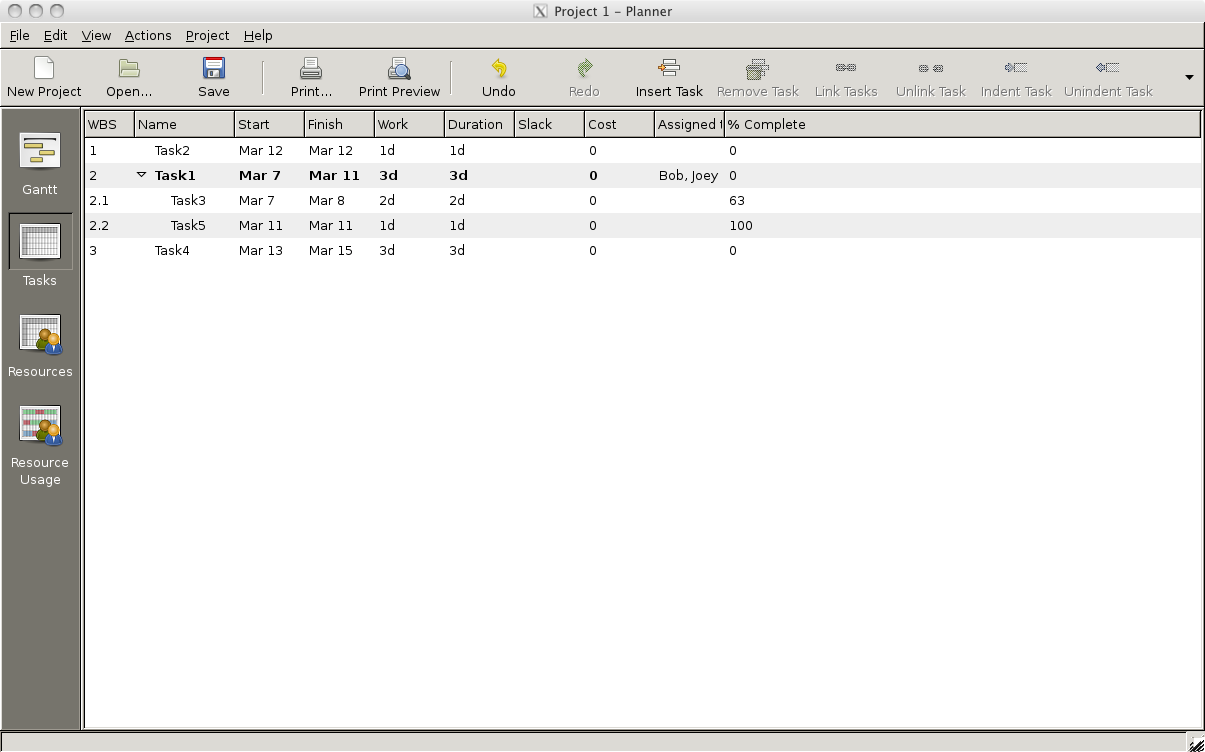 Project 1 – Planner
File Edit View Actions Project Help
New Project Open... Save Print... Print Preview Undo Redo Insert Task Remove Task Link Tasks Unlink Task Indent Task Unindent Task
Gantt
Tasks
Resources
Resource
Usage
WBS Name Start Finish Work Duration Slack Cost Assigned t % Complete
1 Task2 Mar 12 Mar 12 1d 1d 0 0
2 Task1 Mar 7 Mar 11 3d 3d 0 Bob, Joey 0
2.1 Task3 Mar 7 Mar 8 2d 2d 0 63
2.2 Task5 Mar 11 Mar 11 1d 1d 0 100
3 Task4 Mar 13 Mar 15 3d 3d 0 0